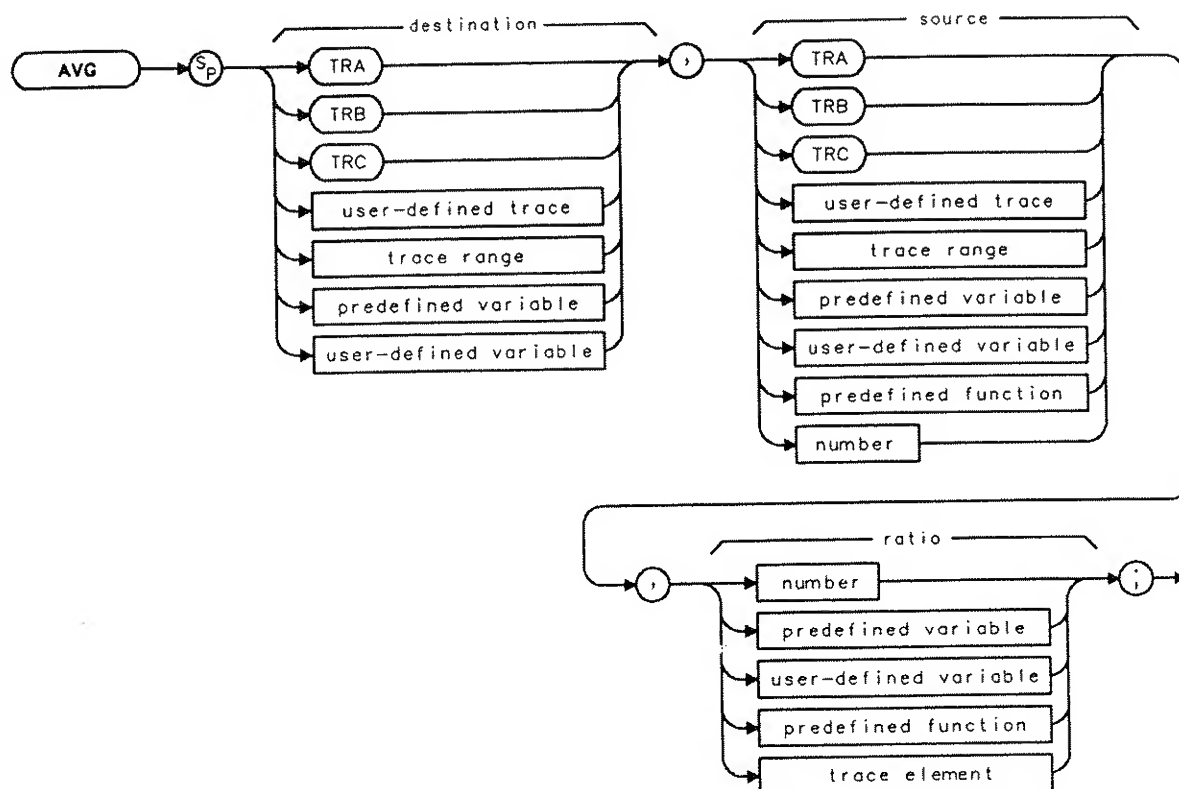 destination
AVG
SP
TRA
TRB
TRC
user-defined trace
trace range
predefined variable
user-defined variable
,
source
TRA
TRB
TRC
user-defined trace
trace range
predefined variable
user-defined variable
predefined function
number
,
ratio
number
predefined variable
user-defined variable
predefined function
trace element
;